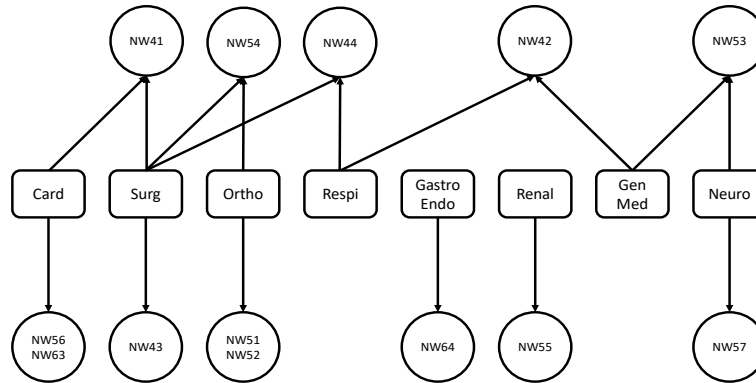 NW41
NW54
NW44
NW42
NW53
Card
Surg
Ortho
Respi
Gastro
Endo
Renal
Gen
Med
Neuro
NW56
NW63
NW43
NW51
NW52
NW64
NW55
NW57